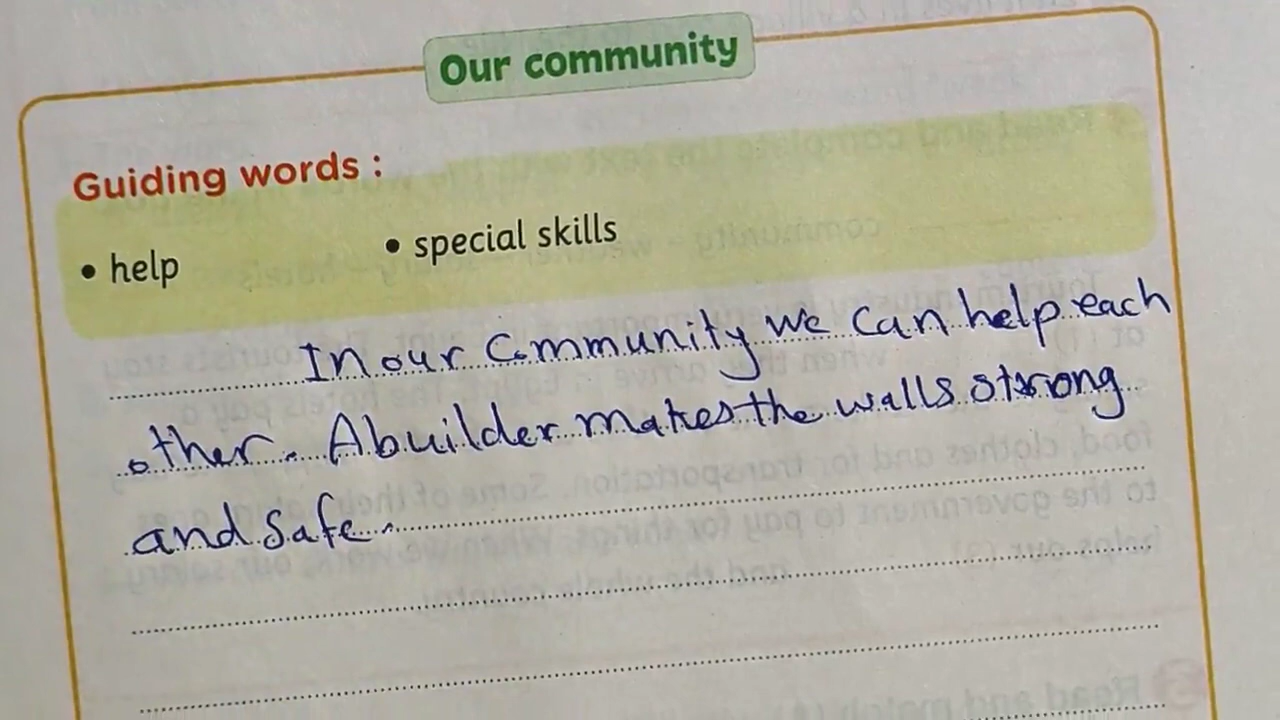 Our community
Guiding words :
• help • special skills
In our Community we can help each
other. A builder makes the walls strong
and safe.